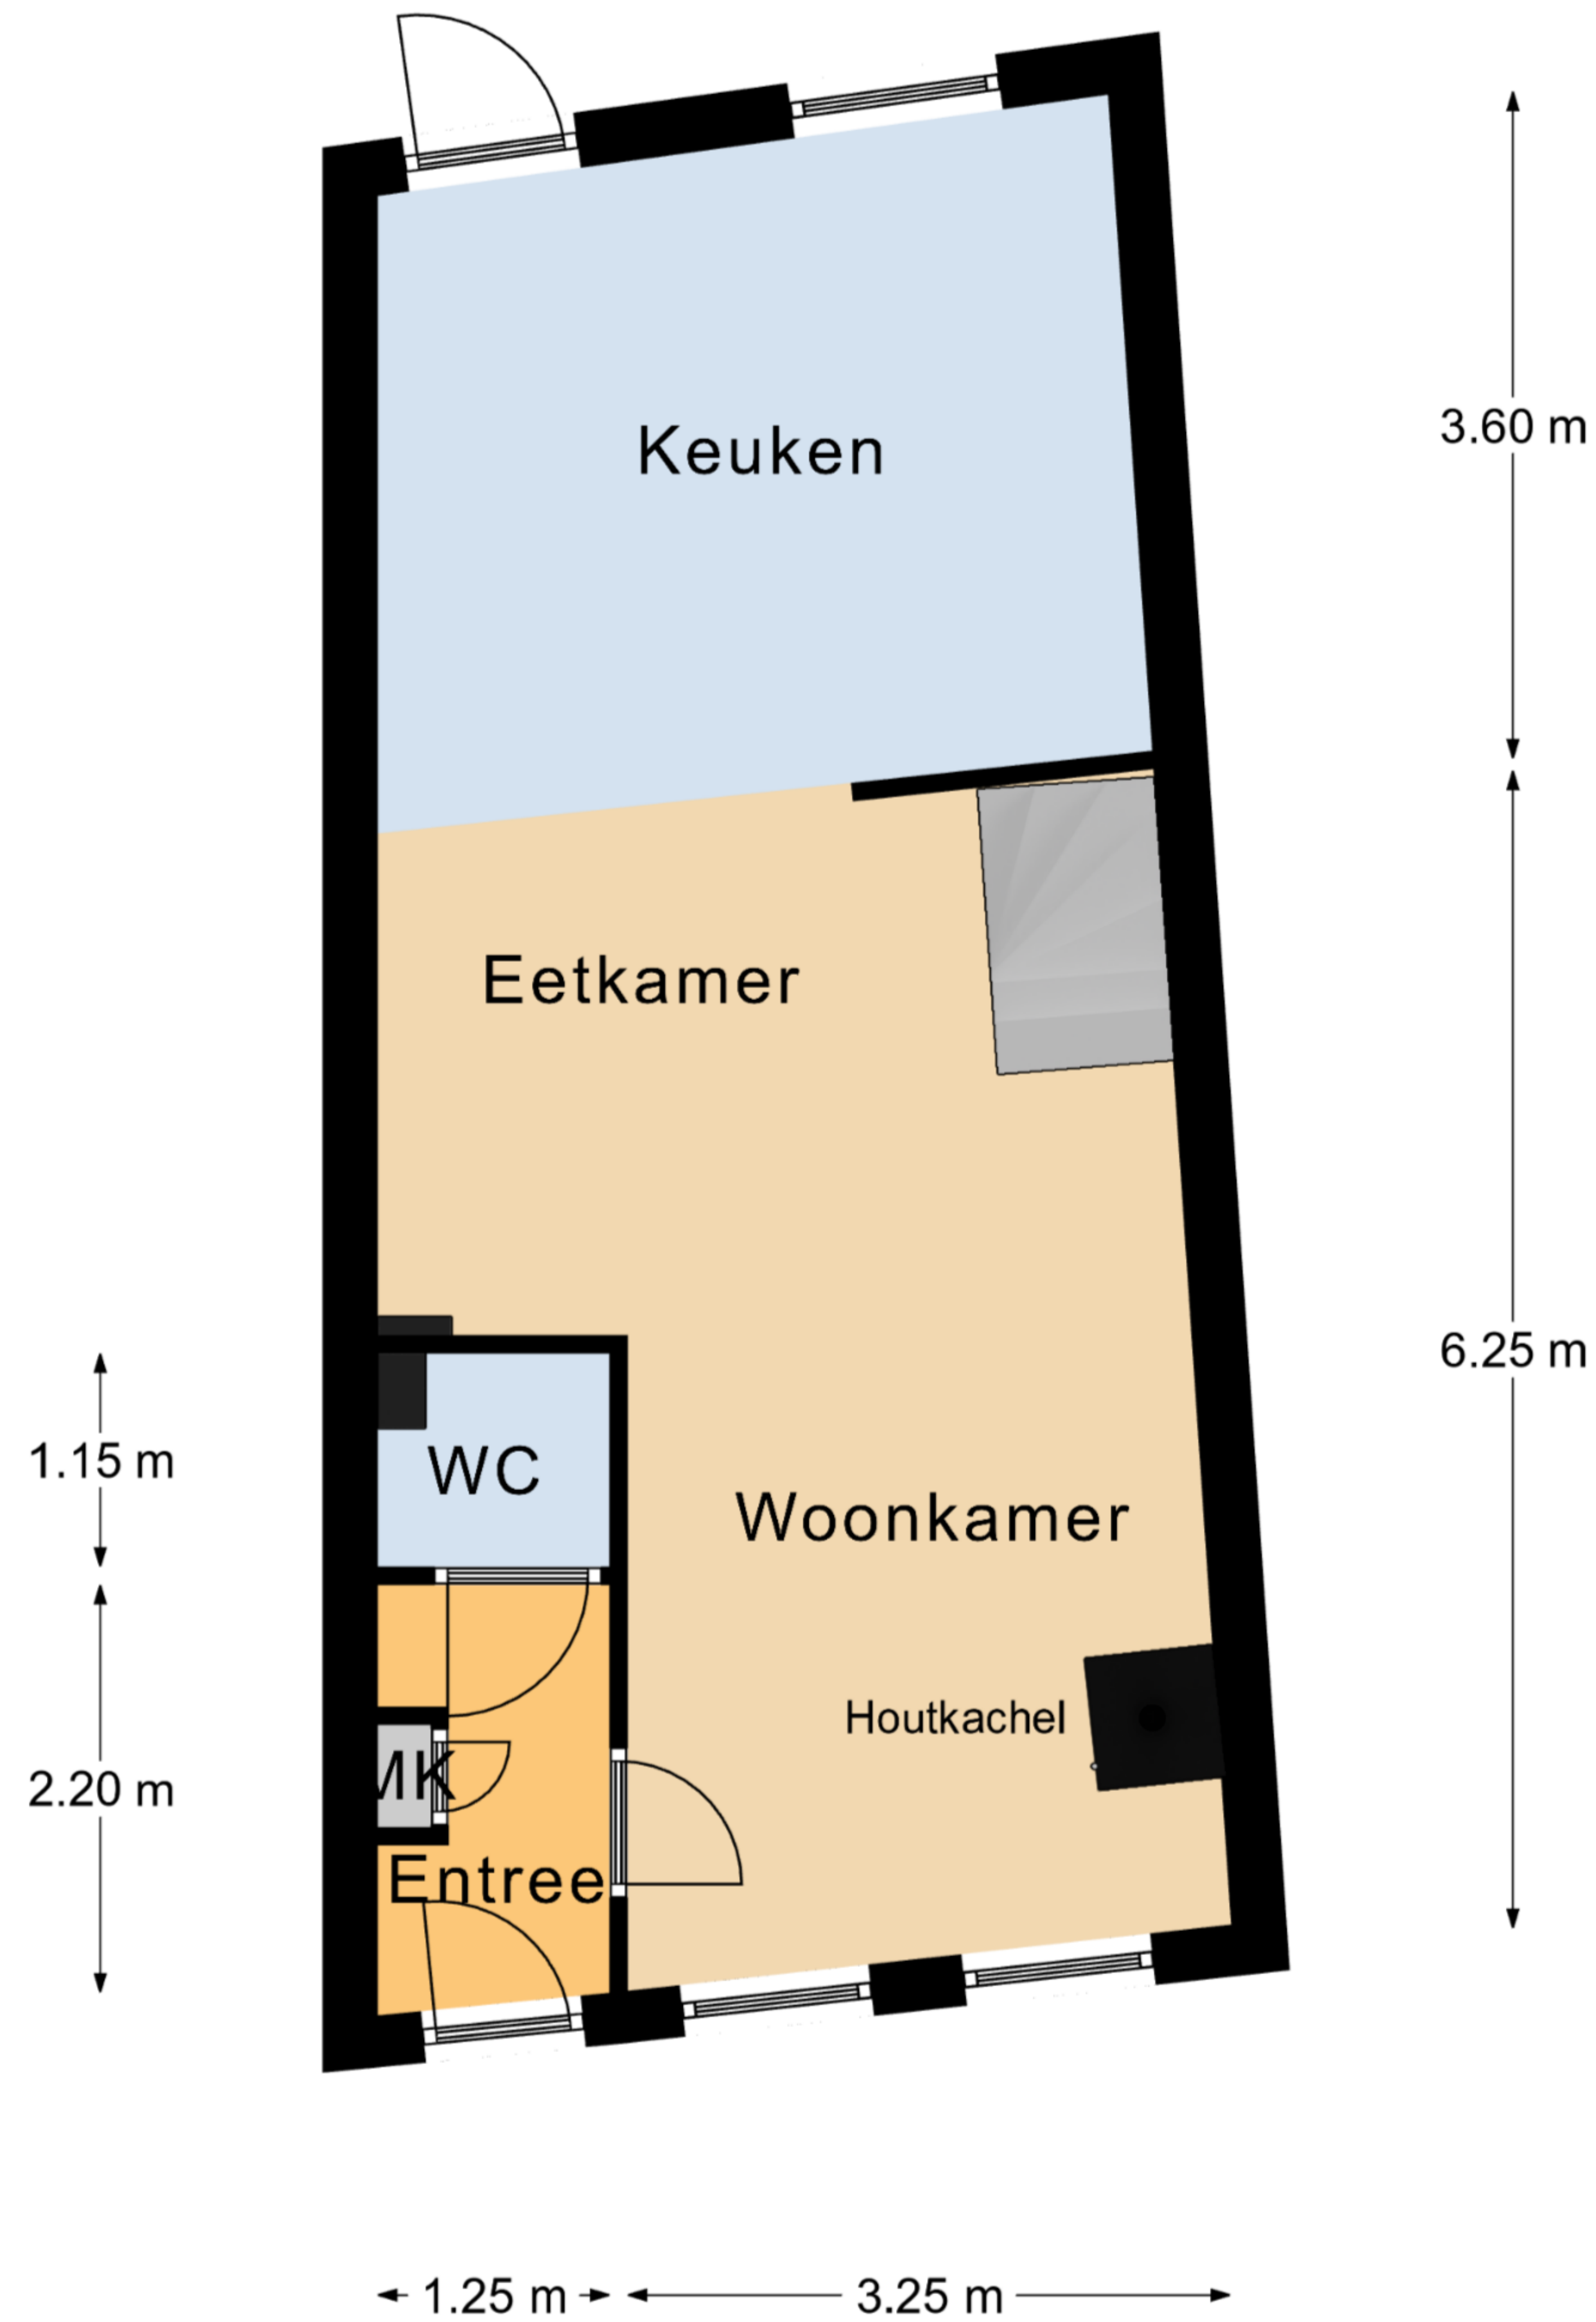 Keuken
3.60 m
Eetkamer
6.25 m
1.15 m
WC
Woonkamer
Houtkachel
MK
2.20 m
Entree
1.25 m
3.25 m